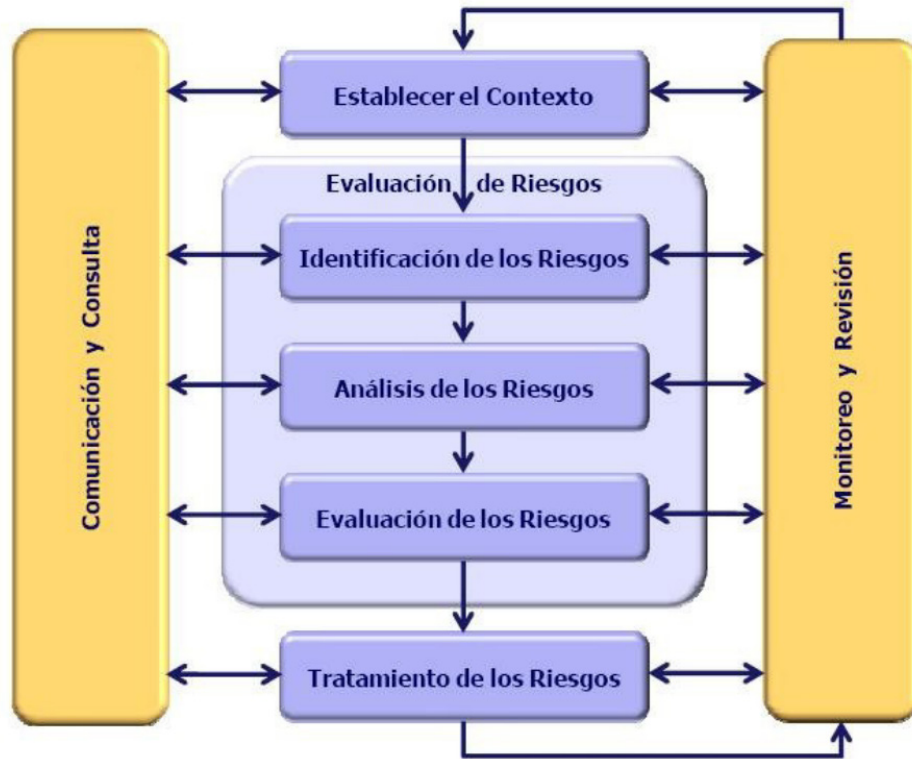 Establecer el Contexto
Evaluación de Riesgos
Identificación de los Riesgos
Análisis de los Riesgos
Evaluación de los Riesgos
Tratamiento de los Riesgos
Comunicación y Consulta
Monitoreo y Revisión